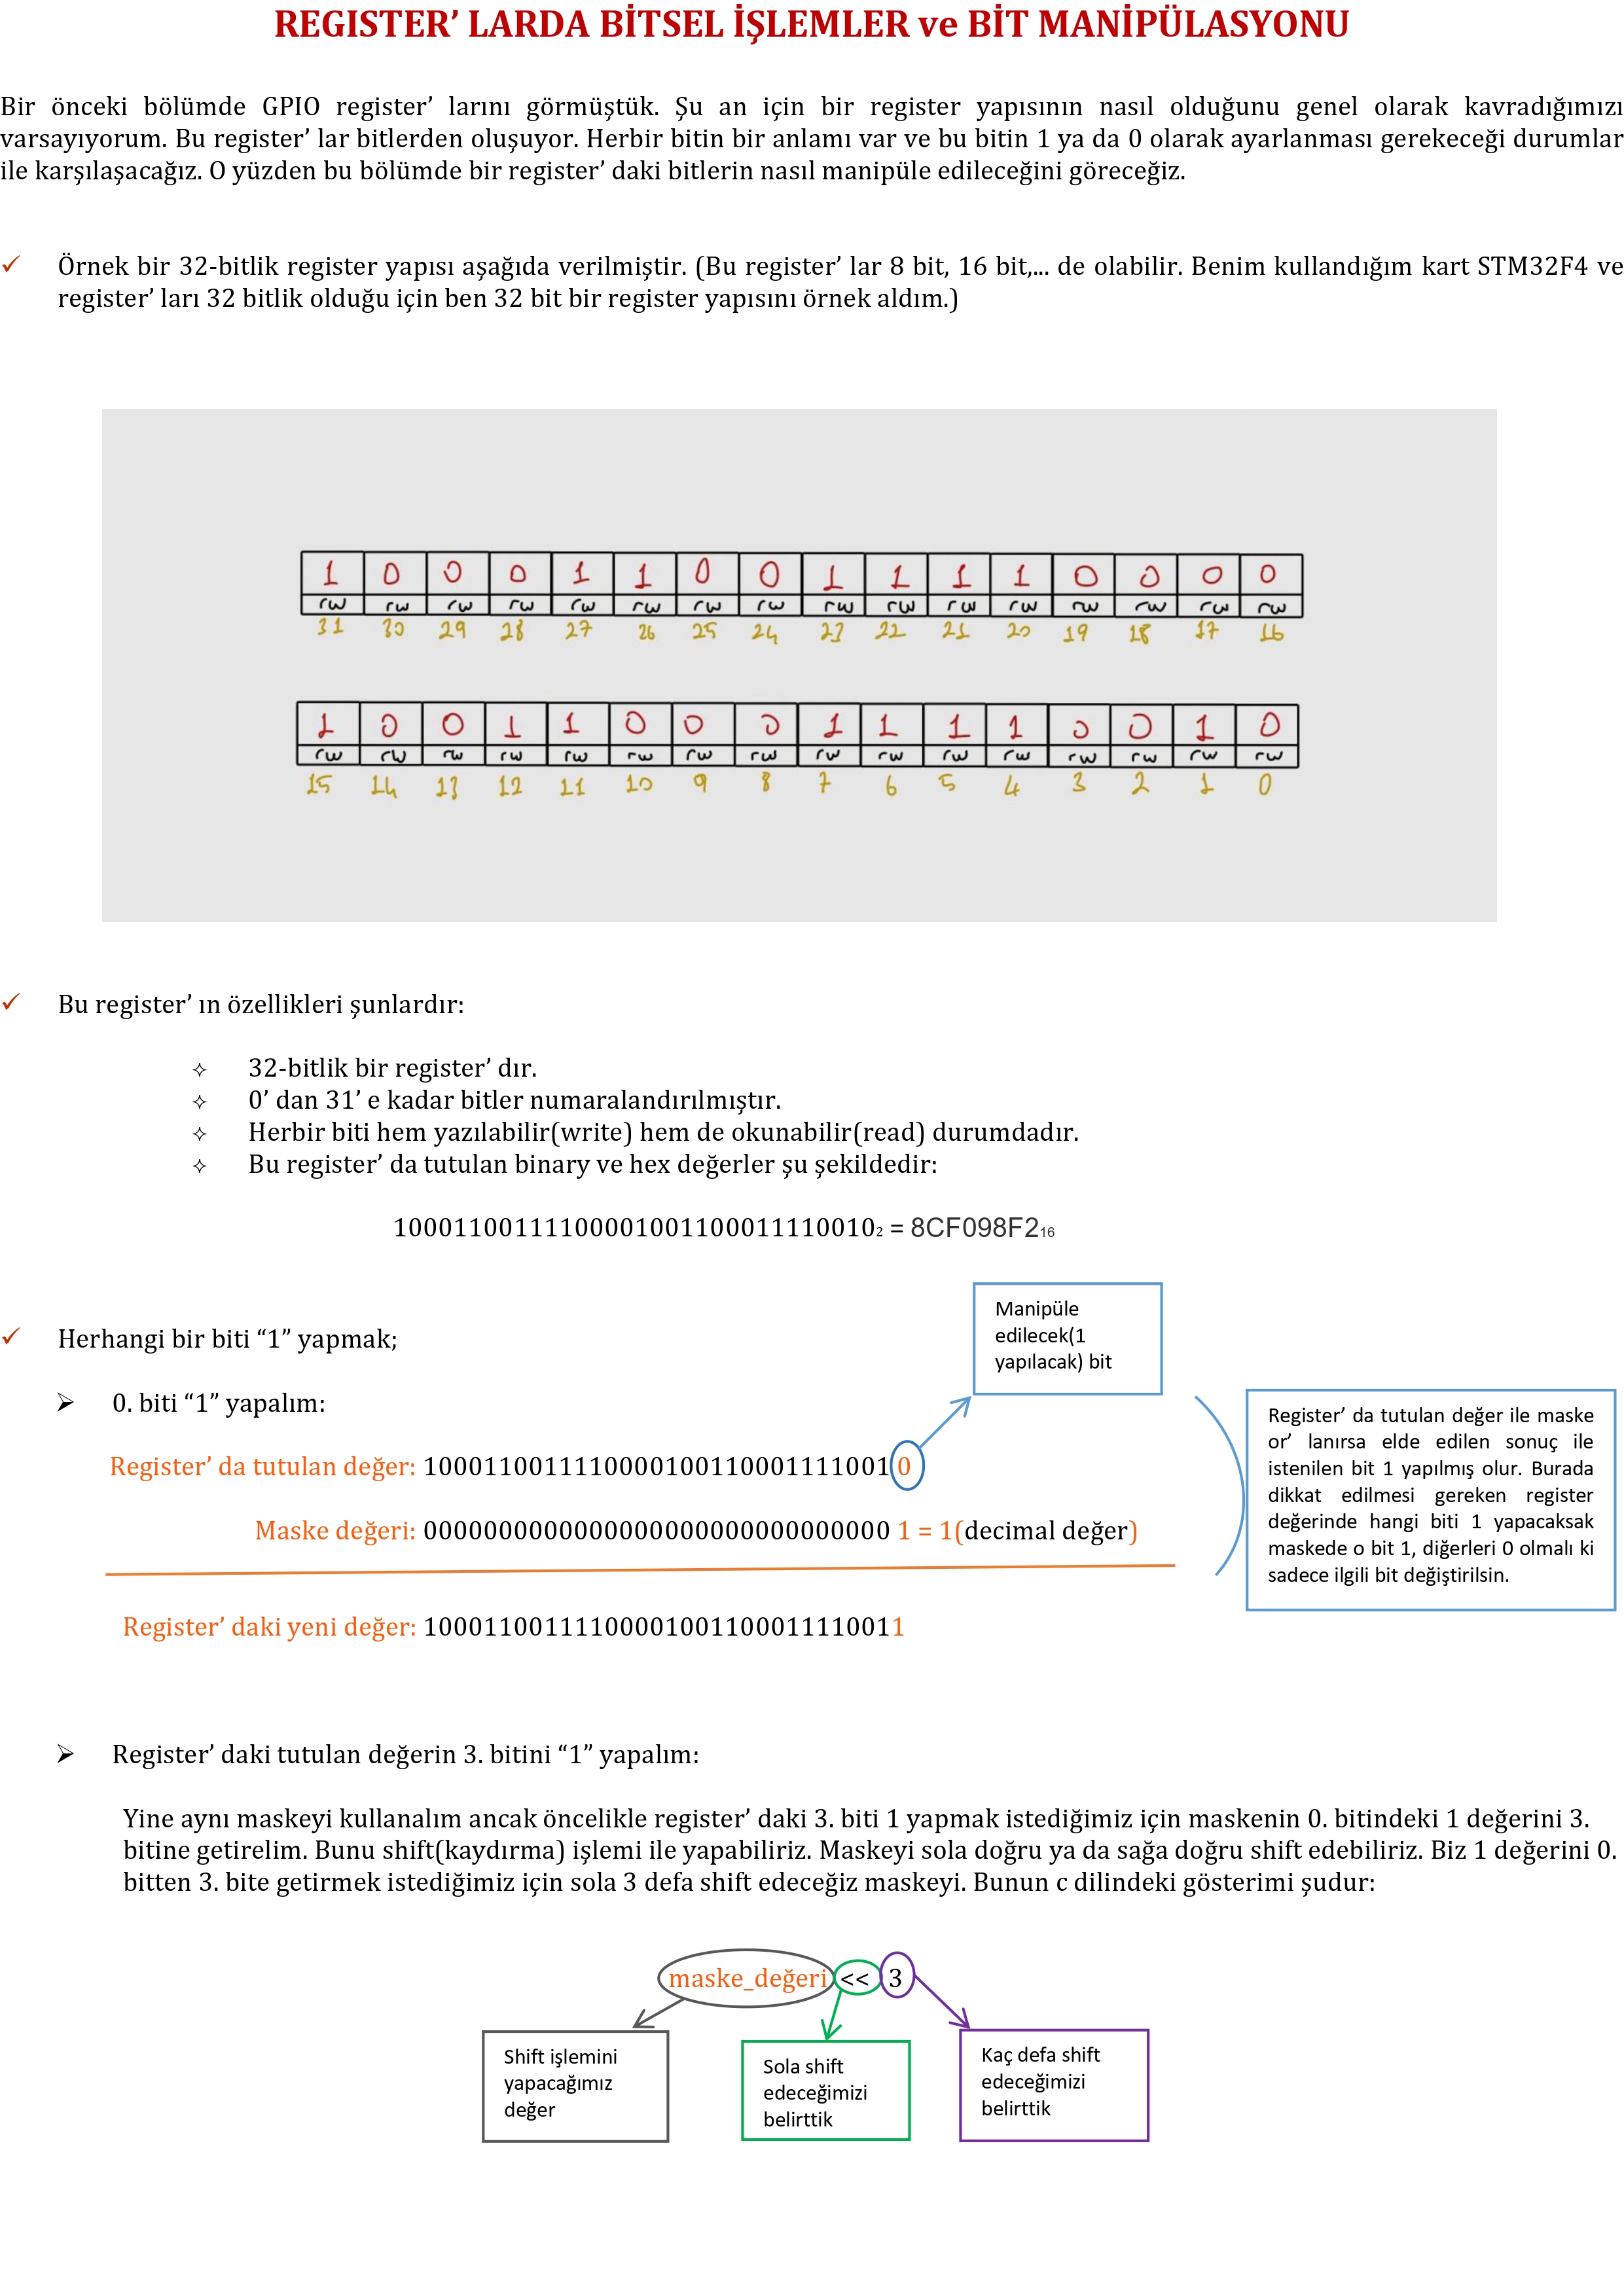 REGISTER’ LARDA BİTSEL İŞLEMLER ve BİT MANİPÜLASYONU
Bir önceki bölümde GPIO register’ larını görmüştük. Şu an için bir register yapısının nasıl olduğunu genel olarak kavradığımızı
varsayıyorum. Bu register’ lar bitlerden oluşuyor. Herbir bitin bir anlamı var ve bu bitin 1 ya da 0 olarak ayarlanması gerekeceği durumlar
ile karşılaşacağız. O yüzden bu bölümde bir register’ daki bitlerin nasıl manipüle edileceğini göreceğiz.
✓ Örnek bir 32-bitlik register yapısı aşağıda verilmiştir. (Bu register’ lar 8 bit, 16 bit,... de olabilir. Benim kullandığım kart STM32F4 ve
register’ ları 32 bitlik olduğu için ben 32 bit bir register yapısını örnek aldım.)
1 0 0 0 1 1 0 0 1 1 1 1 0 0 0 0
rw rw rw rw rw rw rw rw rw rw rw rw rw rw rw rw
31 30 29 28 27 26 25 24 23 22 21 20 19 18 17 16
1 0 0 1 1 0 0 0 1 1 1 1 0 0 1 0
rw rw rw rw rw rw rw rw rw rw rw rw rw rw rw rw
15 14 13 12 11 10 9 8 7 6 5 4 3 2 1 0
✓ Bu register’ ın özellikleri şunlardır:
✧ 32-bitlik bir register’ dır.
✧ 0’ dan 31’ e kadar bitler numaralandırılmıştır.
✧ Herbir biti hem yazılabilir(write) hem de okunabilir(read) durumdadır.
✧ Bu register’ da tutulan binary ve hex değerler şu şekildedir:
10001100111100001001100011110010₂ = 8CF098F2₁₆
Manipüle
edilecek(1
yapılacak) bit
✓ Herhangi bir biti “1” yapmak;
➢ 0. biti “1” yapalım:
Register’ da tutulan değer: 10001100111100001001100011110010
Maske değeri: 0000000000000000000000000000000 1 = 1(decimal değer)
Register’ daki yeni değer: 10001100111100001001100011110011
Register’ da tutulan değer ile maske
or’ lanırsa elde edilen sonuç ile
istenilen bit 1 yapılmış olur. Burada
dikkat edilmesi gereken register
değerinde hangi biti 1 yapacaksak
maskede o bit 1, diğerleri 0 olmalı ki
sadece ilgili bit değiştirilsin.
➢ Register’ daki tutulan değerin 3. bitini “1” yapalım:
Yine aynı maskeyi kullanalım ancak öncelikle register’ daki 3. biti 1 yapmak istediğimiz için maskenin 0. bitindeki 1 değerini 3.
bitine getirelim. Bunu shift(kaydırma) işlemi ile yapabiliriz. Maskeyi sola doğru ya da sağa doğru shift edebiliriz. Biz 1 değerini 0.
bitten 3. bite getirmek istediğimiz için sola 3 defa shift edeceğiz maskeyi. Bunun c dilindeki gösterimi şudur:
maske_değeri << 3
Shift işlemini
yapacağımız
değer
Sola shift
edeceğimizi
belirttik
Kaç defa shift
edeceğimizi
belirttik